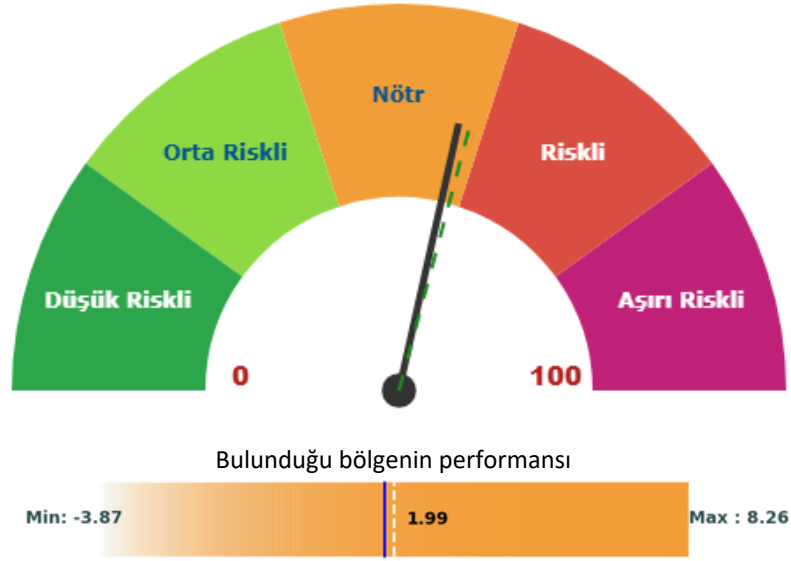 Nötr
Orta Riskli
Riskli
Düşük Riskli
Aşırı Riskli
0
100
Bulunduğu bölgenin performansı
Min: -3.87
1.99
Max : 8.26